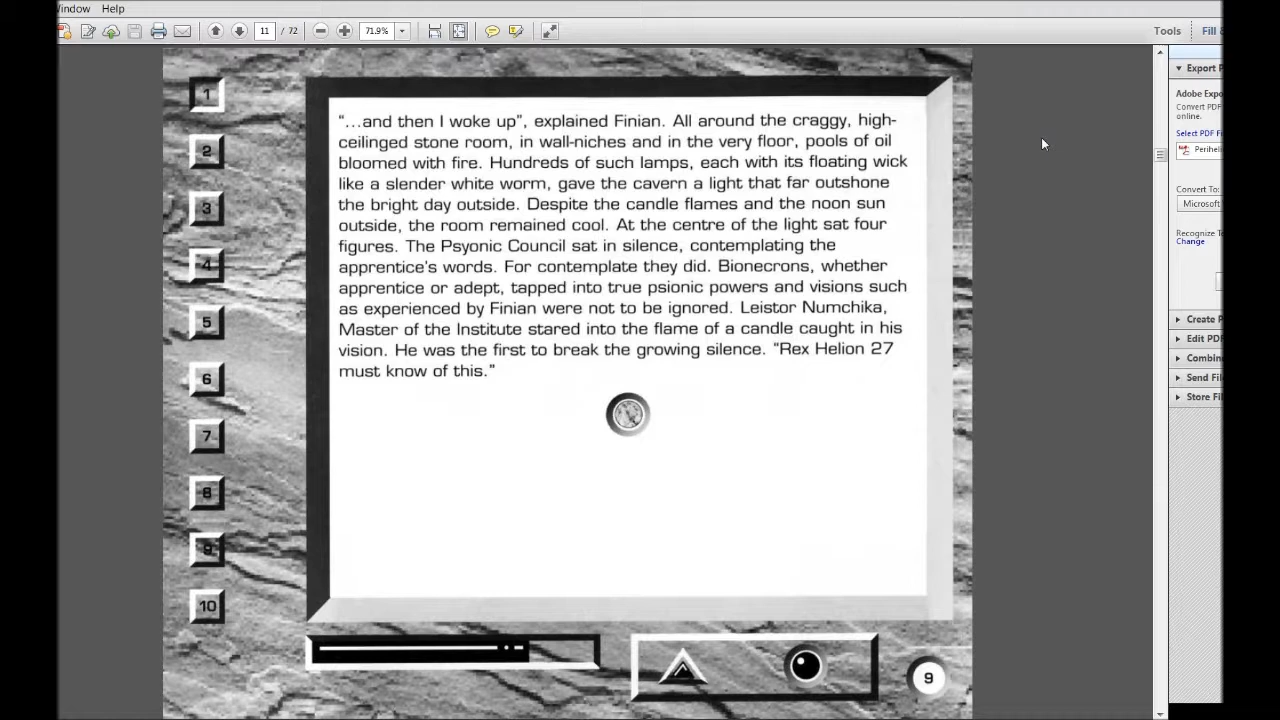 Window Help
11 / 72 71.9% Tools Fill &
1
2
3
4
5
6
7
8
9
10
"...and then I woke up", explained Finian. All around the craggy, high-
ceilinged stone room, in wall-niches and in the very floor, pools of oil
bloomed with fire. Hundreds of such lamps, each with its floating wick
like a slender white worm, gave the cavern a light that far outshone
the bright day outside. Despite the candle flames and the noon sun
outside, the room remained cool. At the centre of the light sat four
figures. The Psyonic Council sat in silence, contemplating the
apprentice's words. For contemplate they did. Bionecrons, whether
apprentice or adept, tapped into true psionic powers and visions such
as experienced by Finian were not to be ignored. Leistor Numchika,
Master of the Institute stared into the flame of a candle caught in his
vision. He was the first to break the growing silence. "Rex Helion 27
must know of this."
9
Export P
Adobe Expo
Convert PDF
online.
Select PDF Fi
Periheli
Convert To:
Microsoft
Recognize Te
Change
Create P
Edit PD
Combin
Send Fil
Store Fil